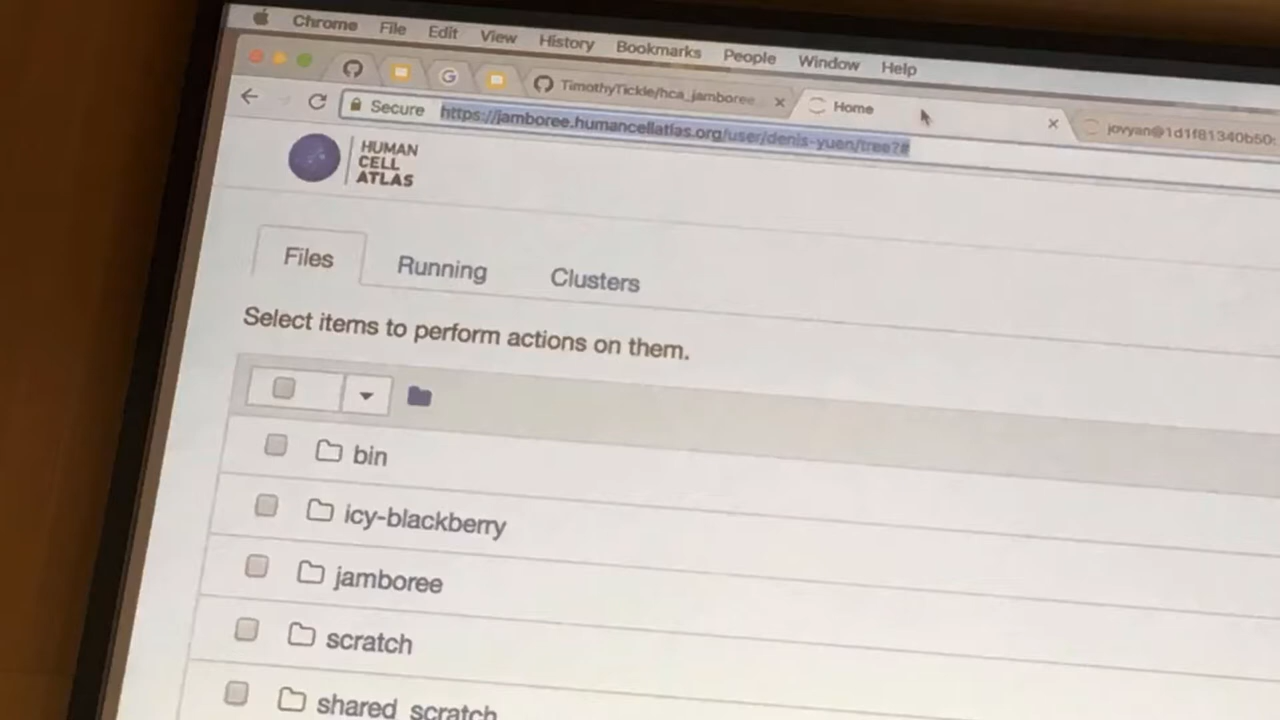 Chrome File Edit View History Bookmarks People Window Help
TimothyTickle/hca_jamboree Home jovyan@1d1f81340b50:
Secure https://jamboree.humancellatlas.org/user/denis-yuen/tree?#
HUMAN
CELL
ATLAS
Files Running Clusters
Select items to perform actions on them.
bin
icy-blackberry
jamboree
scratch
shared_scratch